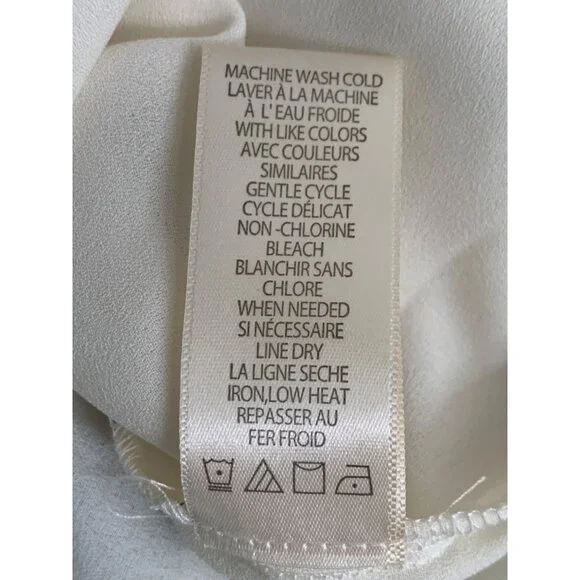 MACHINE WASH COLD
LAVER À LA MACHINE
À L'EAU FROIDE
WITH LIKE COLORS
AVEC COULEURS
SIMILAIRES
GENTLE CYCLE
CYCLE DÉLICAT
NON -CHLORINE
BLEACH
BLANCHIR SANS
CHLORE
WHEN NEEDED
SI NÉCESSAIRE
LINE DRY
LA LIGNE SECHE
IRON,LOW HEAT
REPASSER AU
FER FROID